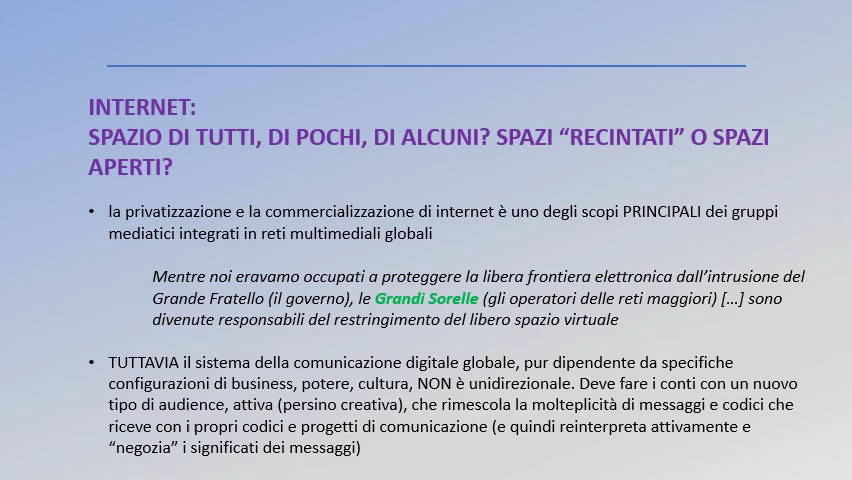 INTERNET:
SPAZIO DI TUTTI, DI POCHI, DI ALCUNI? SPAZI “RECINTATI” O SPAZI
APERTI?
• la privatizzazione e la commercializzazione di internet è uno degli scopi PRINCIPALI dei gruppi
mediatici integrati in reti multimediali globali
Mentre noi eravamo occupati a proteggere la libera frontiera elettronica dall’intrusione del
Grande Fratello (il governo), le Grandi Sorelle (gli operatori delle reti maggiori) […] sono
divenute responsabili del restringimento del libero spazio virtuale
• TUTTAVIA il sistema della comunicazione digitale globale, pur dipendente da specifiche
configurazioni di business, potere, cultura, NON è unidirezionale. Deve fare i conti con un nuovo
tipo di audience, attiva (persino creativa), che rimescola la molteplicità di messaggi e codici che
riceve con i propri codici e progetti di comunicazione (e quindi reinterpreta attivamente e
“negozia” i significati dei messaggi)